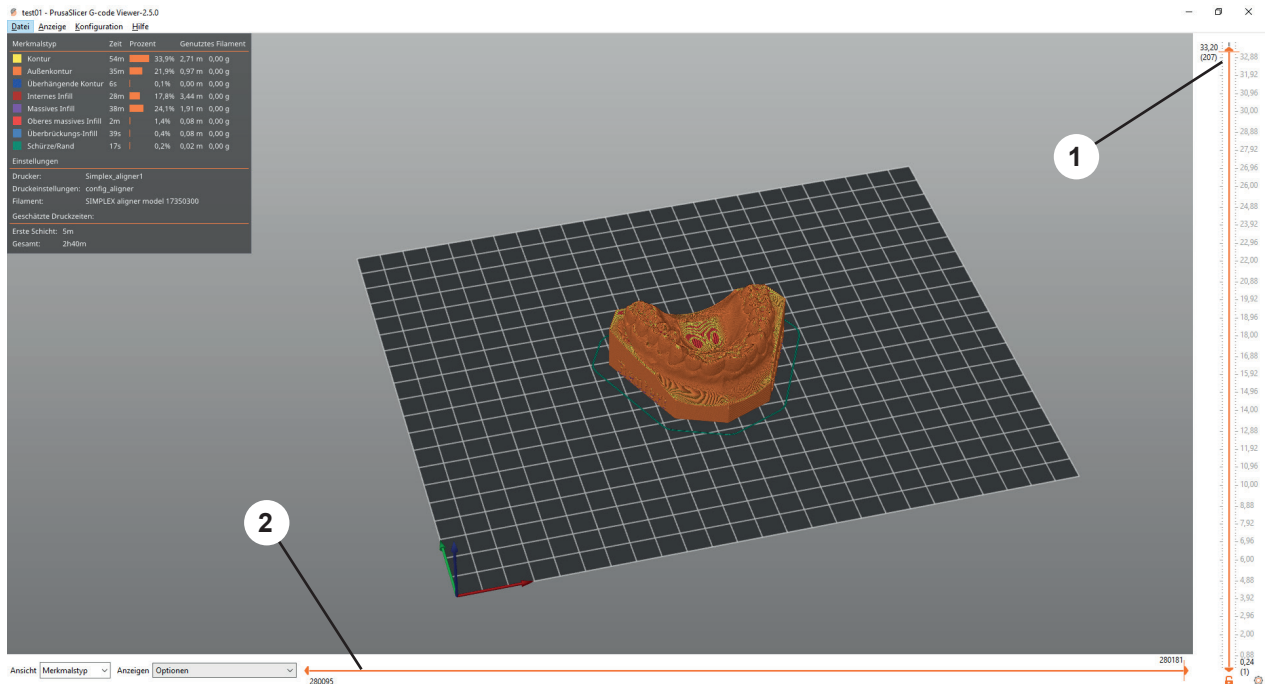 test01 - PrusaSlicer G-code Viewer-2.5.0
Datei Anzeige Konfiguration Hilfe
Merkmalstyp Zeit Prozent Genutztes Filament
Kontur 54m 33,9% 2,71 m 0,00 g
Außenkontur 35m 21,9% 0,97 m 0,00 g
Überhängende Kontur 6s 0,1% 0,00 m 0,00 g
Internes Infill 28m 17,8% 3,44 m 0,00 g
Massives Infill 38m 24,1% 1,91 m 0,00 g
Oberes massives Infill 2m 1,4% 0,08 m 0,00 g
Überbrückungs-Infill 39s 0,4% 0,08 m 0,00 g
Schürze/Rand 17s 0,2% 0,02 m 0,00 g
Einstellungen
Drucker: Simplex_aligner1
Druckeinstellungen: config_aligner
Filament: SIMPLEX aligner model 17350300
Geschätzte Druckzeiten:
Erste Schicht: 5m
Gesamt: 2h40m
33,20
(207)
32,88
31,92
30,96
30,00
28,88
27,92
26,96
26,00
24,88
23,92
22,96
22,00
20,88
19,92
18,96
18,00
16,88
15,92
14,96
14,00
12,88
11,92
10,96
10,00
8,88
7,92
6,96
6,00
4,88
3,92
2,96
2,00
0,88
0,24
(1)
1
2
Ansicht Merkmalstyp Anzeigen Optionen
280181
280095